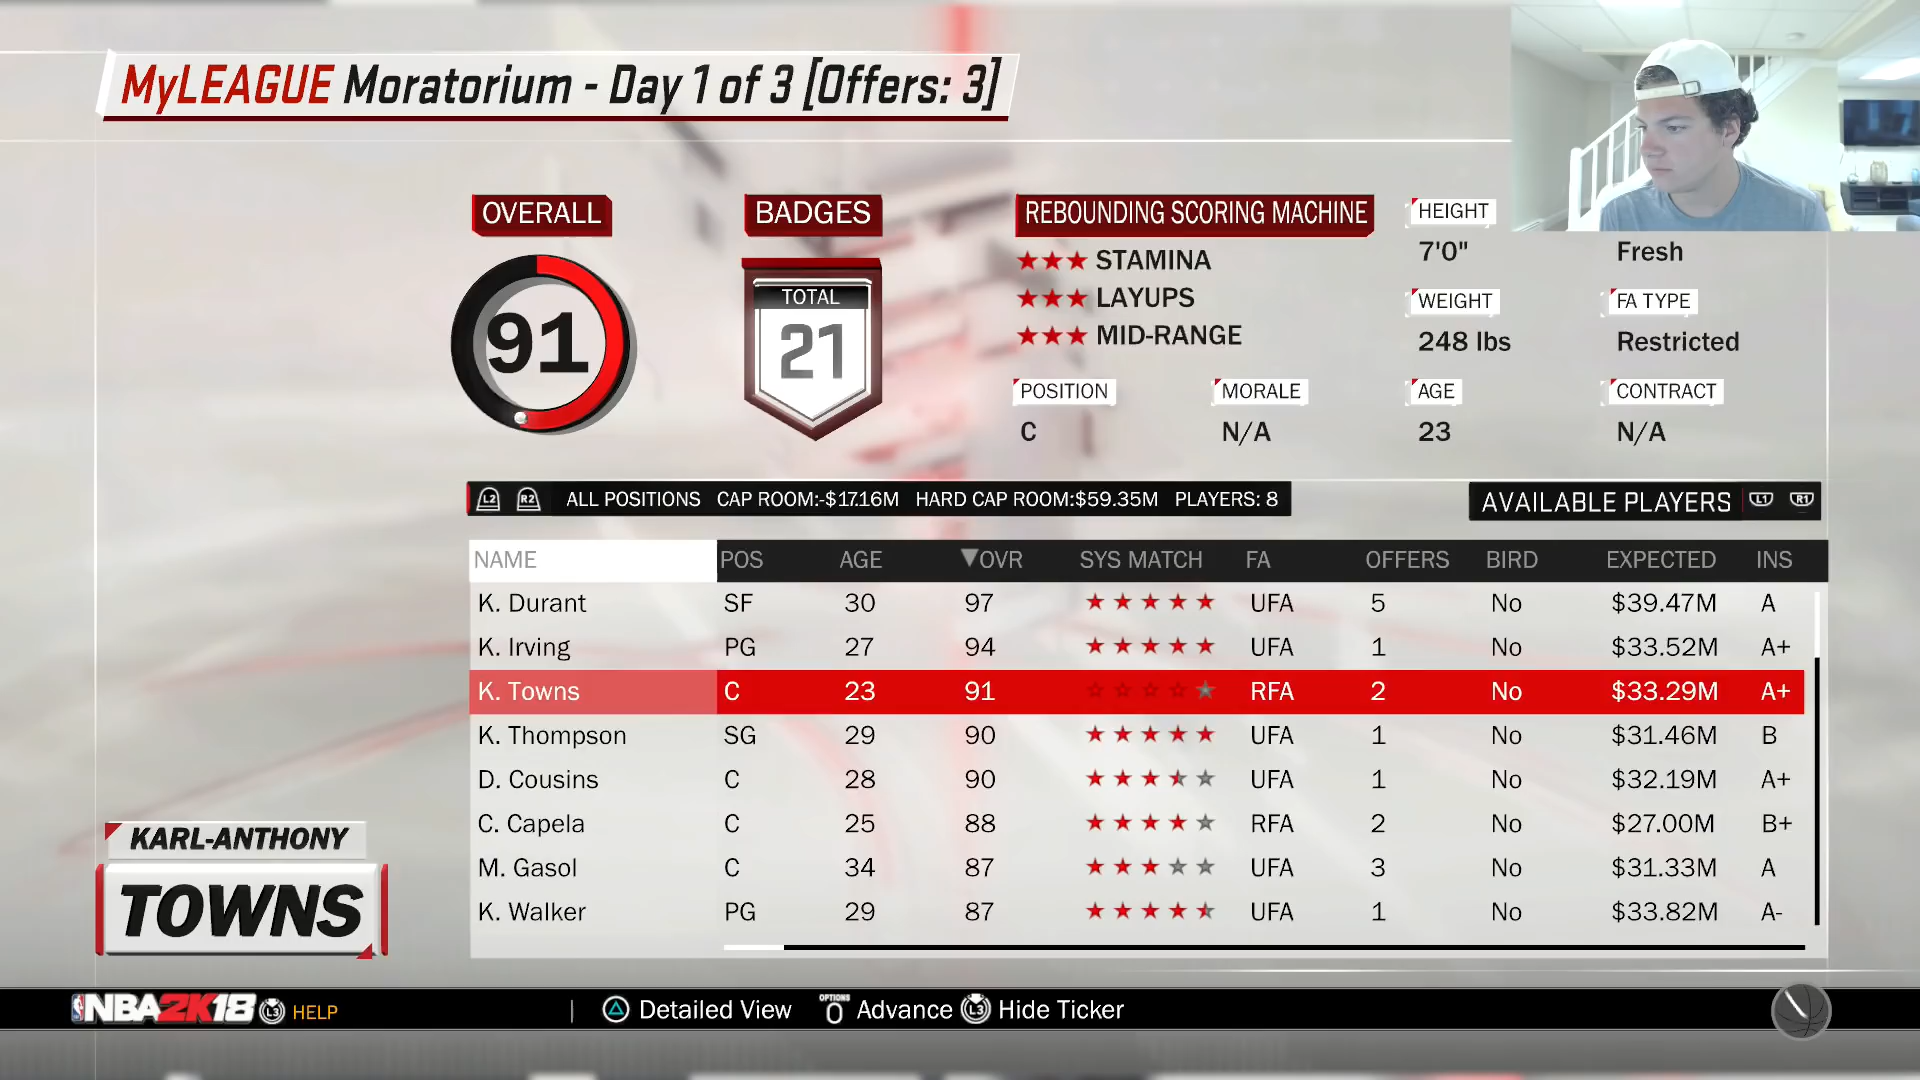 MyLEAGUE Moratorium - Day 1 of 3 [Offers: 3]
OVERALL
91
BADGES
TOTAL
21
REBOUNDING SCORING MACHINE
★★★ STAMINA
★★★ LAYUPS
★★★ MID-RANGE
HEIGHT
7'0"
Fresh
WEIGHT
248 lbs
FA TYPE
Restricted
POSITION
C
MORALE
N/A
AGE
23
CONTRACT
N/A
L2 R2 ALL POSITIONS CAP ROOM:-$17.16M HARD CAP ROOM:$59.35M PLAYERS: 8
AVAILABLE PLAYERS L1 R1
NAME POS AGE ▼OVR SYS MATCH FA OFFERS BIRD EXPECTED INS
K. Durant SF 30 97 UFA 5 No $39.47M A
K. Irving PG 27 94 UFA 1 No $33.52M A+
K. Towns C 23 91 RFA 2 No $33.29M A+
K. Thompson SG 29 90 UFA 1 No $31.46M B
D. Cousins C 28 90 UFA 1 No $32.19M A+
C. Capela C 25 88 RFA 2 No $27.00M B+
M. Gasol C 34 87 UFA 3 No $31.33M A
K. Walker PG 29 87 UFA 1 No $33.82M A-
KARL-ANTHONY
TOWNS
NBA2K18 L3 HELP
Detailed View OPTIONS Advance L3 Hide Ticker